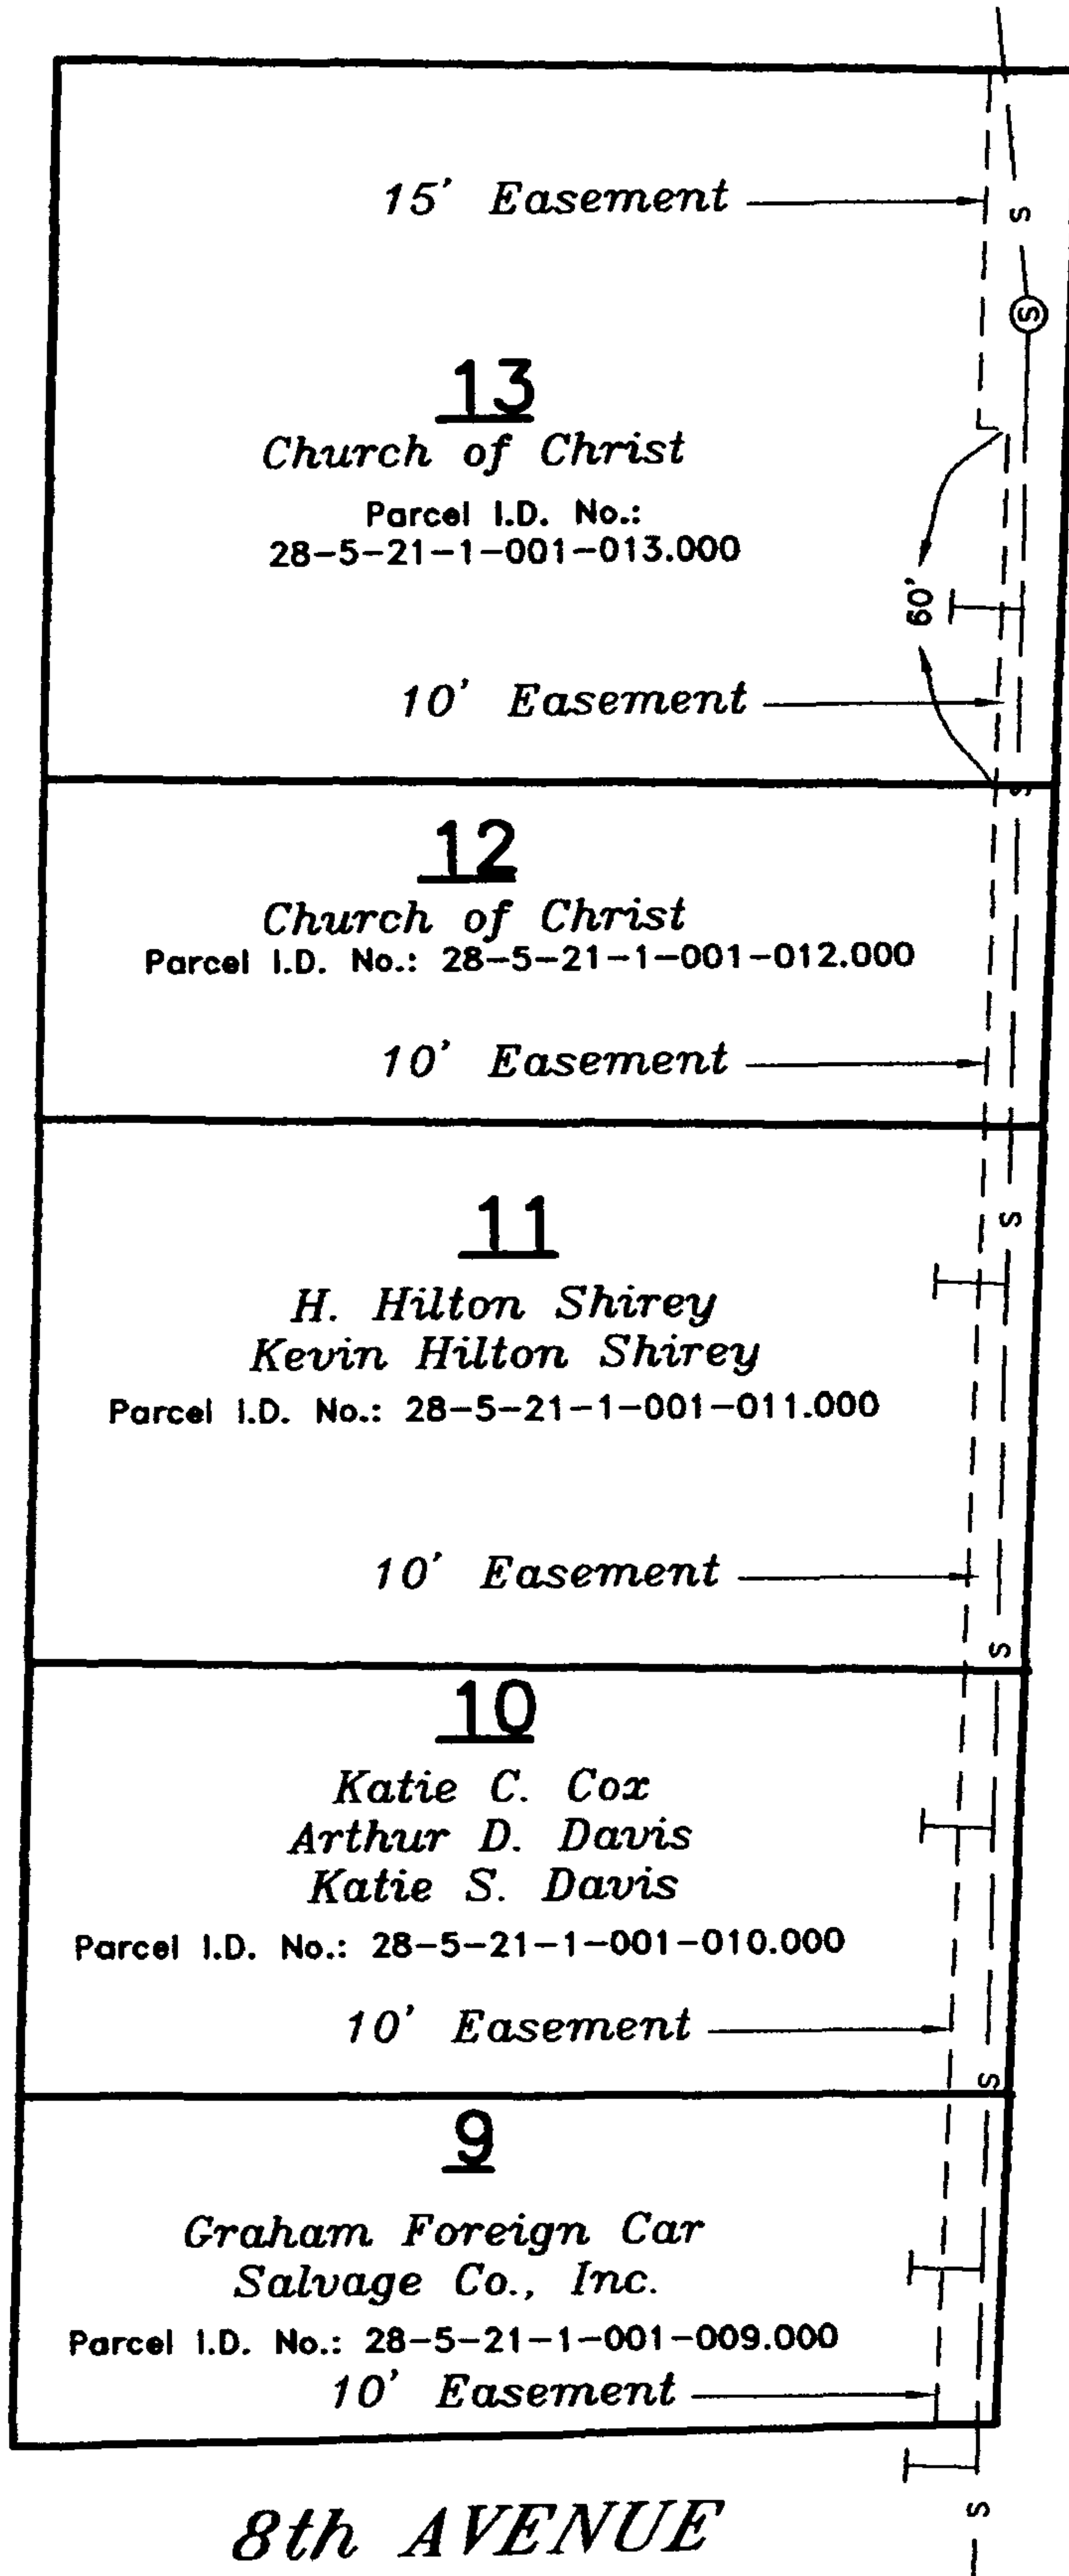 15' Easement
S
S
13
Church of Christ
Parcel I.D. No.:
28-5-21-1-001-013.000
60'
10' Easement
S
12
Church of Christ
Parcel I.D. No.: 28-5-21-1-001-012.000
10' Easement
11
S
H. Hilton Shirey
Kevin Hilton Shirey
Parcel I.D. No.: 28-5-21-1-001-011.000
10' Easement
S
10
Katie C. Cox
Arthur D. Davis
Katie S. Davis
Parcel I.D. No.: 28-5-21-1-001-010.000
10' Easement
S
9
Graham Foreign Car
Salvage Co., Inc.
Parcel I.D. No.: 28-5-21-1-001-009.000
10' Easement
8th AVENUE
S